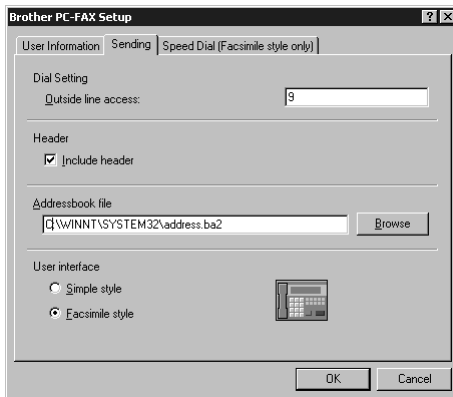 Brother PC-FAX Setup
User Information Sending Speed Dial (Facsimile style only)
Dial Setting
Outside line access: 9
Header
Include header
Addressbook file
C:\WINNT\SYSTEM32\address.ba2 Browse
User interface
Simple style
Facsimile style
OK Cancel